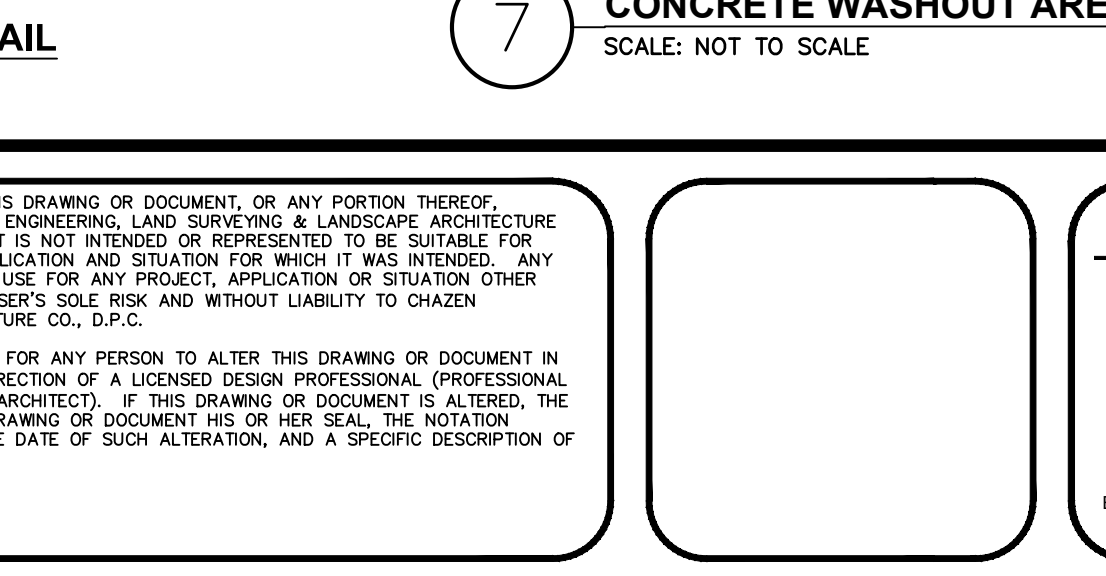 AIL
7
CONCRETE WASHOUT ARE
SCALE: NOT TO SCALE
IS DRAWING OR DOCUMENT, OR ANY PORTION THEREOF,
ENGINEERING, LAND SURVEYING & LANDSCAPE ARCHITECTURE
T IS NOT INTENDED OR REPRESENTED TO BE SUITABLE FOR
LICATION AND SITUATION FOR WHICH IT WAS INTENDED. ANY
USE FOR ANY PROJECT, APPLICATION OR SITUATION OTHER
SER'S SOLE RISK AND WITHOUT LIABILITY TO CHAZEN
TURE CO., D.P.C.
FOR ANY PERSON TO ALTER THIS DRAWING OR DOCUMENT IN
RECTION OF A LICENSED DESIGN PROFESSIONAL (PROFESSIONAL
ARCHITECT). IF THIS DRAWING OR DOCUMENT IS ALTERED, THE
RAWING OR DOCUMENT HIS OR HER SEAL, THE NOTATION
E DATE OF SUCH ALTERATION, AND A SPECIFIC DESCRIPTION OF